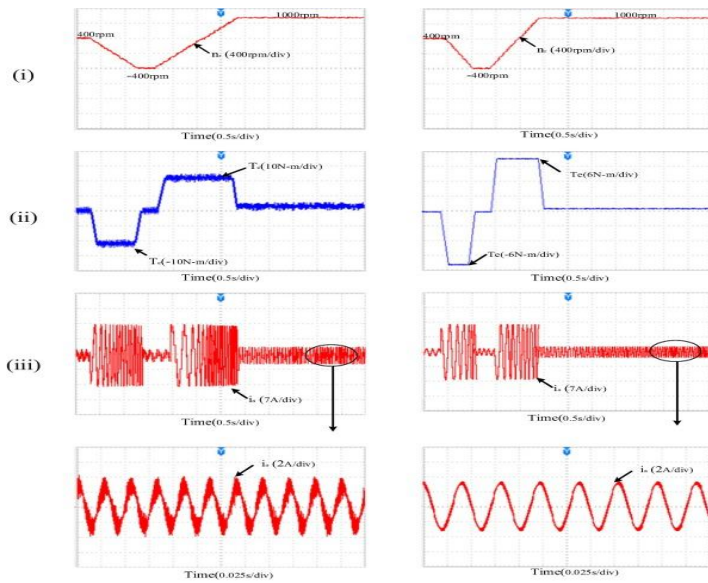 1000rpm
400rpm
nᵣ (400rpm/div)
-400rpm
Time(0.5s/div)
1000rpm
400rpm
nᵣ (400rpm/div)
-400rpm
Time(0.5s/div)
(i)
Tₑ(10N-m/div)
Tₑ(-10N-m/div)
Time(0.5s/div)
Te(6N-m/div)
Te(-6N-m/div)
Time(0.5s/div)
(ii)
iₐ (7A/div)
Time(0.5s/div)
iₐ (7A/div)
Time(0.5s/div)
(iii)
iₐ (2A/div)
Time(0.025s/div)
iₐ (2A/div)
Time(0.025s/div)